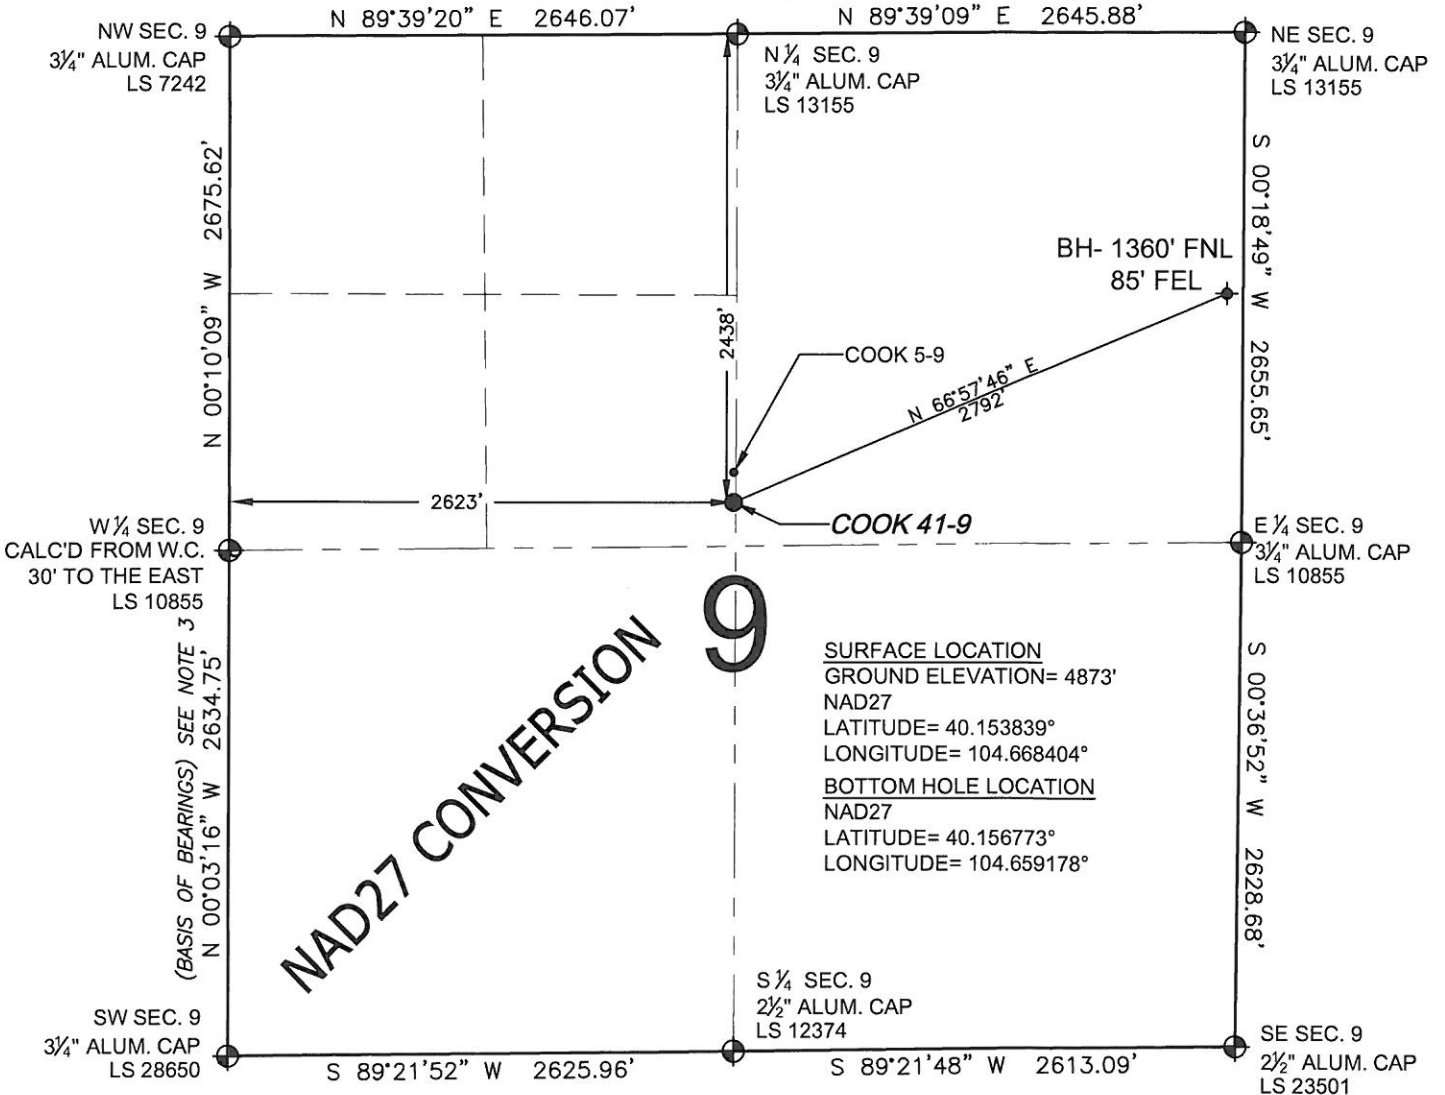 N 89°39'20" E 2646.07'
N 89°39'09" E 2645.88'
NW SEC. 9
3¼" ALUM. CAP
LS 7242
N ¼ SEC. 9
3¼" ALUM. CAP
LS 13155
NE SEC. 9
3¼" ALUM. CAP
LS 13155
N 00°10'09" W 2675.62'
S 00°18'49" W 2655.65'
BH- 1360' FNL
85' FEL
2438'
COOK 5-9
N 66°57'46" E
2792'
2623'
COOK 41-9
W ¼ SEC. 9
CALC'D FROM W.C.
30' TO THE EAST
LS 10855
E ¼ SEC. 9
3¼" ALUM. CAP
LS 10855
9
(BASIS OF BEARINGS) SEE NOTE 3
N 00°03'16" W 2634.75'
NAD27 CONVERSION
SURFACE LOCATION
GROUND ELEVATION= 4873'
NAD27
LATITUDE= 40.153839°
LONGITUDE= 104.668404°
BOTTOM HOLE LOCATION
NAD27
LATITUDE= 40.156773°
LONGITUDE= 104.659178°
S 00°36'52" W 2628.68'
SW SEC. 9
3¼" ALUM. CAP
LS 28650
S ¼ SEC. 9
2½" ALUM. CAP
LS 12374
SE SEC. 9
2½" ALUM. CAP
LS 23501
S 89°21'52" W 2625.96'
S 89°21'48" W 2613.09'